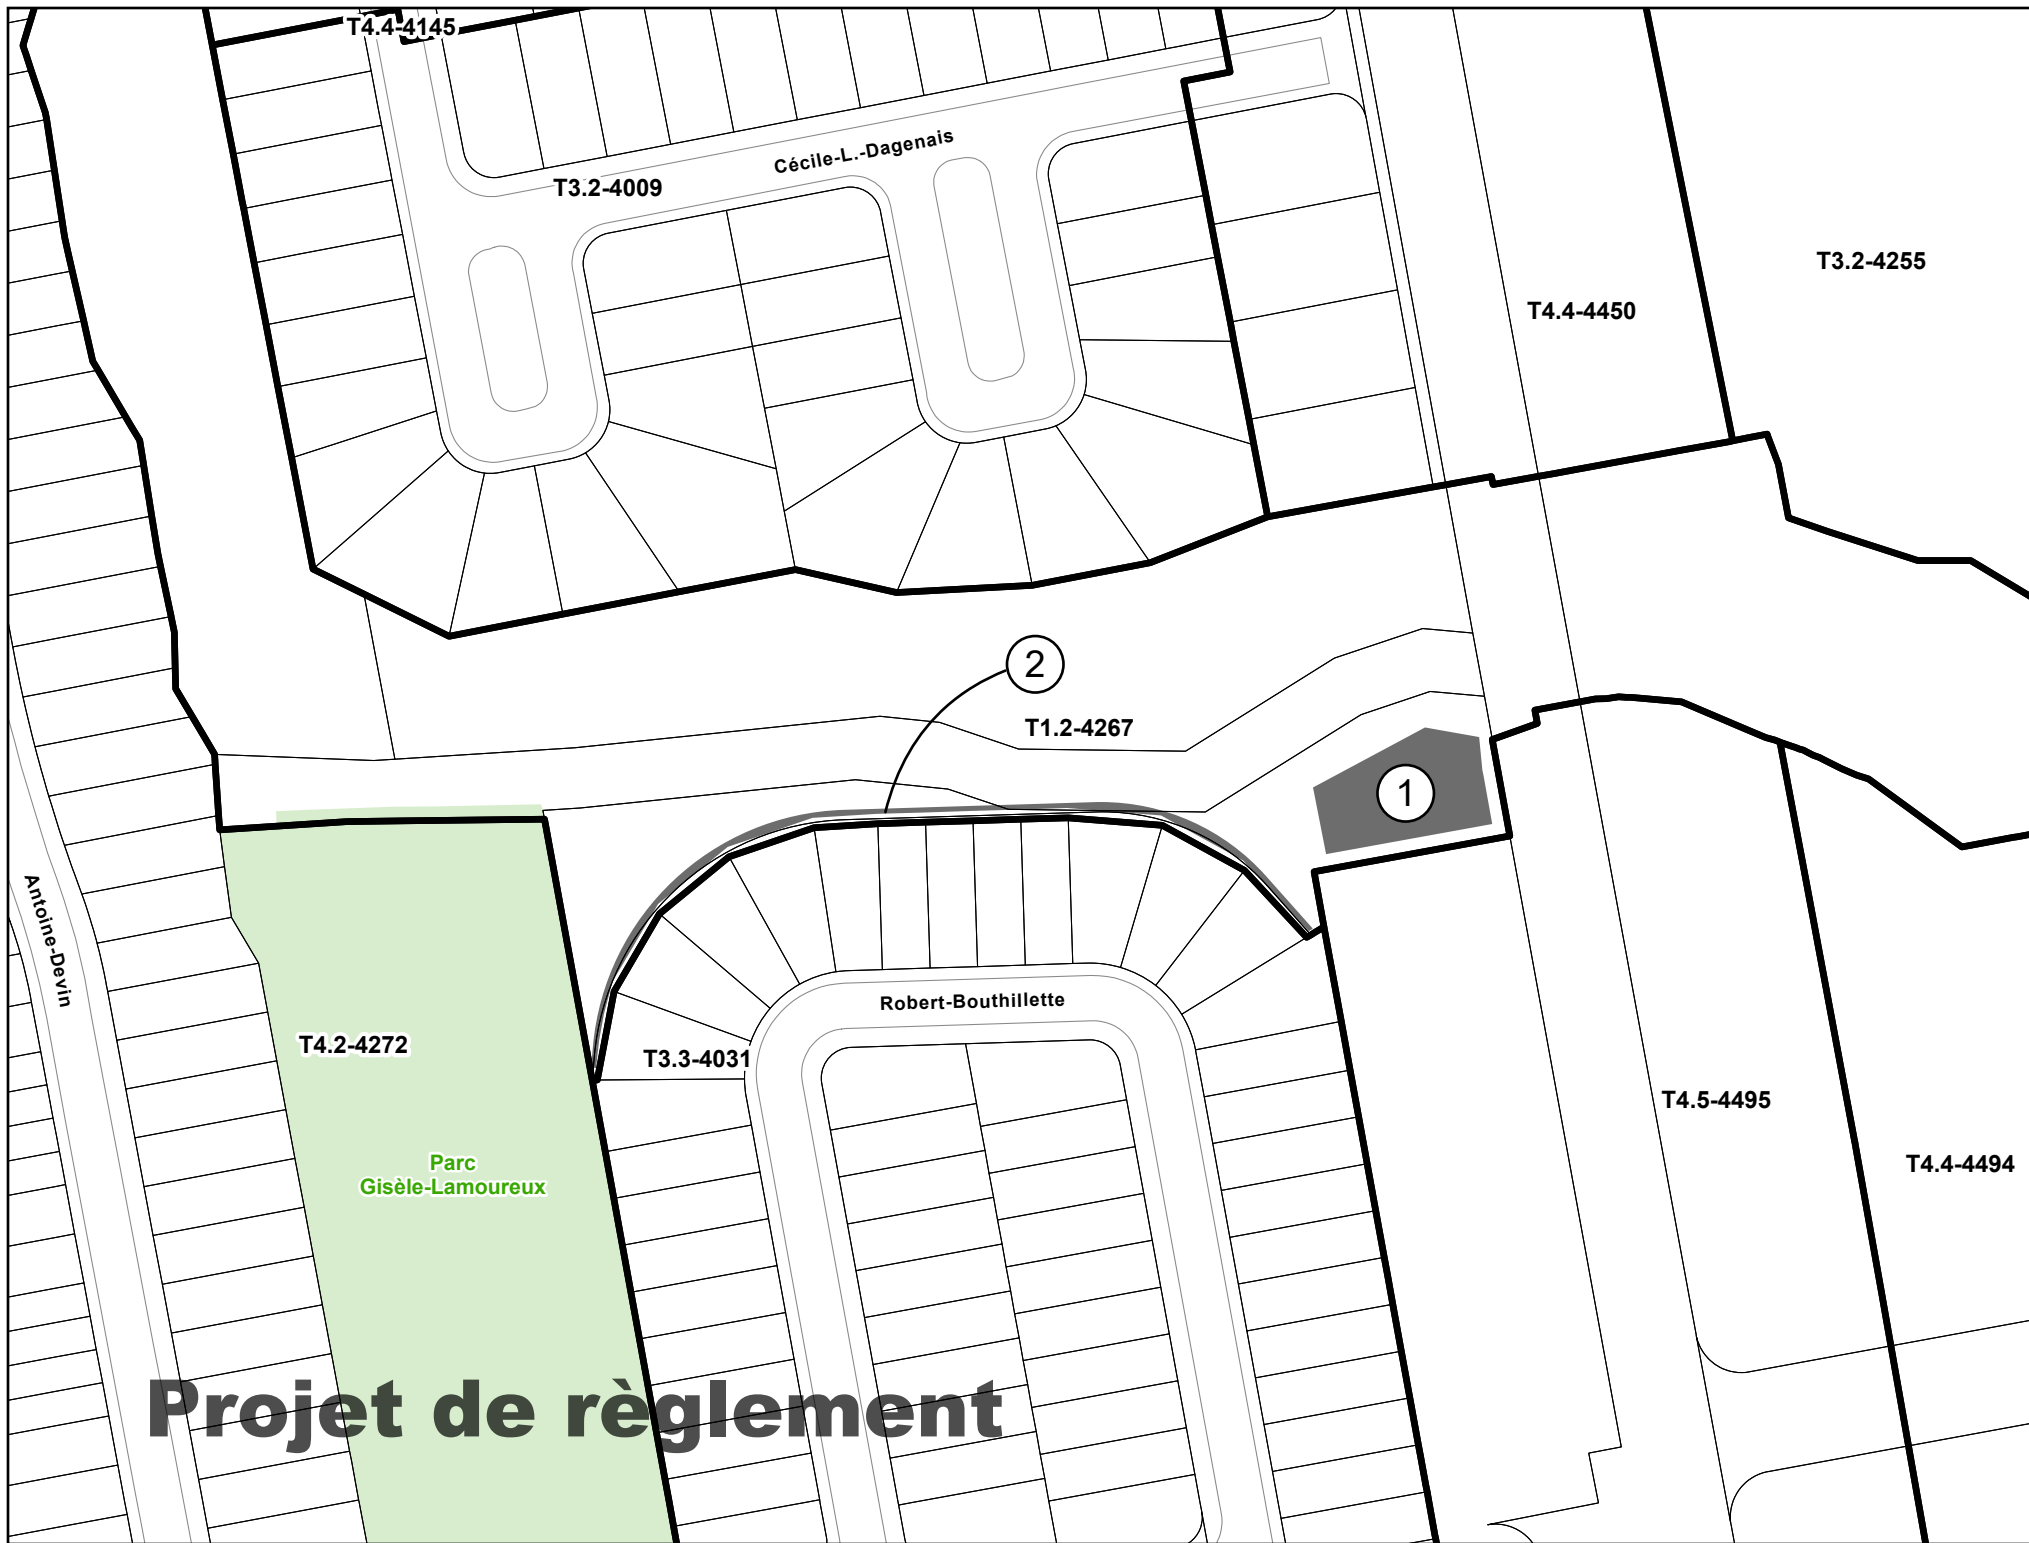 T4.4-4145
Cécile-L.-Dagenais
T3.2-4009
T3.2-4255
T4.4-4450
2
T1.2-4267
1
Antoine-Devin
Robert-Bouthillette
T4.2-4272
T3.3-4031
T4.5-4495
Parc
Gisèle-Lamoureux
T4.4-4494
Projet de règlement